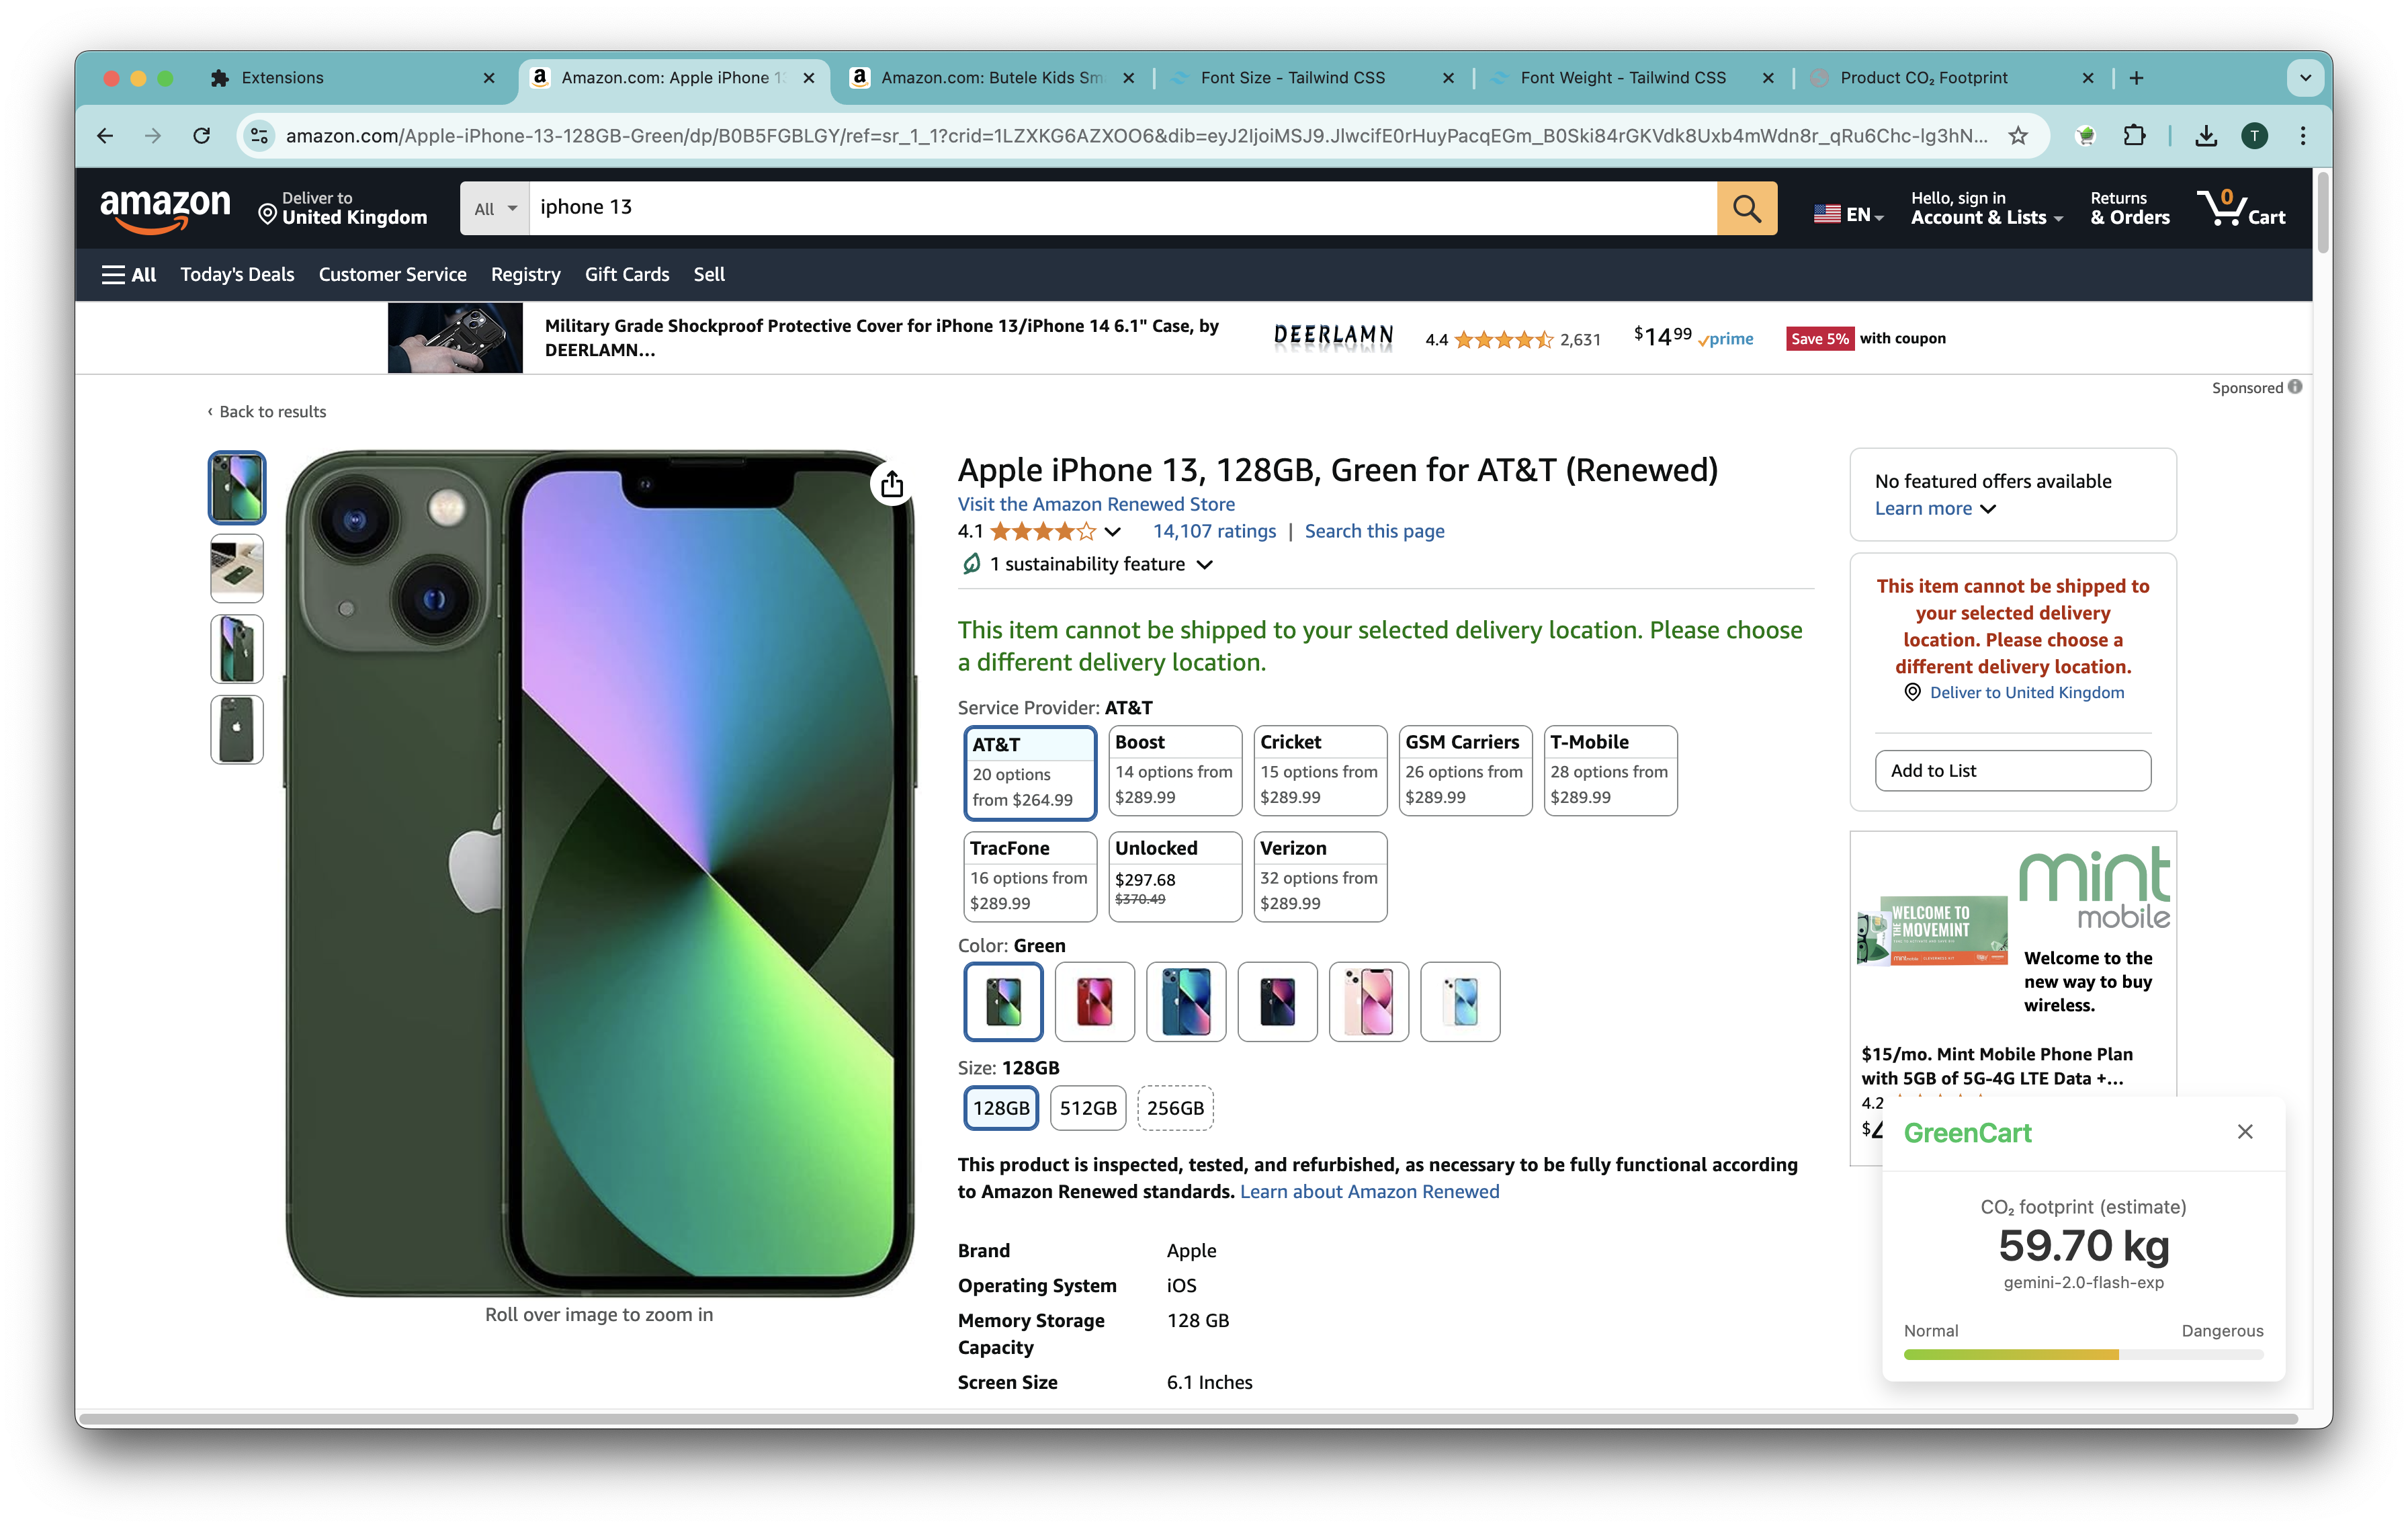 Extensions
Amazon.com: Apple iPhone 1
Amazon.com: Butele Kids Sm
Font Size - Tailwind CSS
Font Weight - Tailwind CSS
Product CO₂ Footprint
amazon.com/Apple-iPhone-13-128GB-Green/dp/B0B5FGBLGY/ref=sr_1_1?crid=1LZXKG6AZXOO6&dib=eyJ2IjoiMSJ9.JlwcifE0rHuyPacqEGm_B0Ski84rGKVdk8Uxb4mWdn8r_qRu6Chc-lg3hN...
T
amazon
Deliver to
United Kingdom
All
iphone 13
EN
Hello, sign in
Account & Lists
Returns
& Orders
0
Cart
All
Today's Deals
Customer Service
Registry
Gift Cards
Sell
Military Grade Shockproof Protective Cover for iPhone 13/iPhone 14 6.1" Case, by
DEERLAMN...
DEERLAMN
4.4
2,631
$1499
prime
Save 5% with coupon
Sponsored
‹ Back to results
Apple iPhone 13, 128GB, Green for AT&T (Renewed)
Visit the Amazon Renewed Store
4.1
14,107 ratings | Search this page
1 sustainability feature
This item cannot be shipped to your selected delivery location. Please choose
a different delivery location.
Service Provider: AT&T
AT&T
20 options
from $264.99
Boost
14 options from
$289.99
Cricket
15 options from
$289.99
GSM Carriers
26 options from
$289.99
T-Mobile
28 options from
$289.99
TracFone
16 options from
$289.99
Unlocked
$297.68
$370.49
Verizon
32 options from
$289.99
Color: Green
Size: 128GB
128GB
512GB
256GB
This product is inspected, tested, and refurbished, as necessary to be fully functional according
to Amazon Renewed standards. Learn about Amazon Renewed
Brand
Apple
Operating System
iOS
Memory Storage
Capacity
128 GB
Screen Size
6.1 Inches
Roll over image to zoom in
No featured offers available
Learn more
This item cannot be shipped to
your selected delivery
location. Please choose a
different delivery location.
Deliver to United Kingdom
Add to List
mint
mobile
WELCOME TO
THE MOVEMINT
Welcome to the
new way to buy
wireless.
$15/mo. Mint Mobile Phone Plan
with 5GB of 5G-4G LTE Data +...
4.2
$
GreenCart
CO₂ footprint (estimate)
59.70 kg
gemini-2.0-flash-exp
Normal
Dangerous